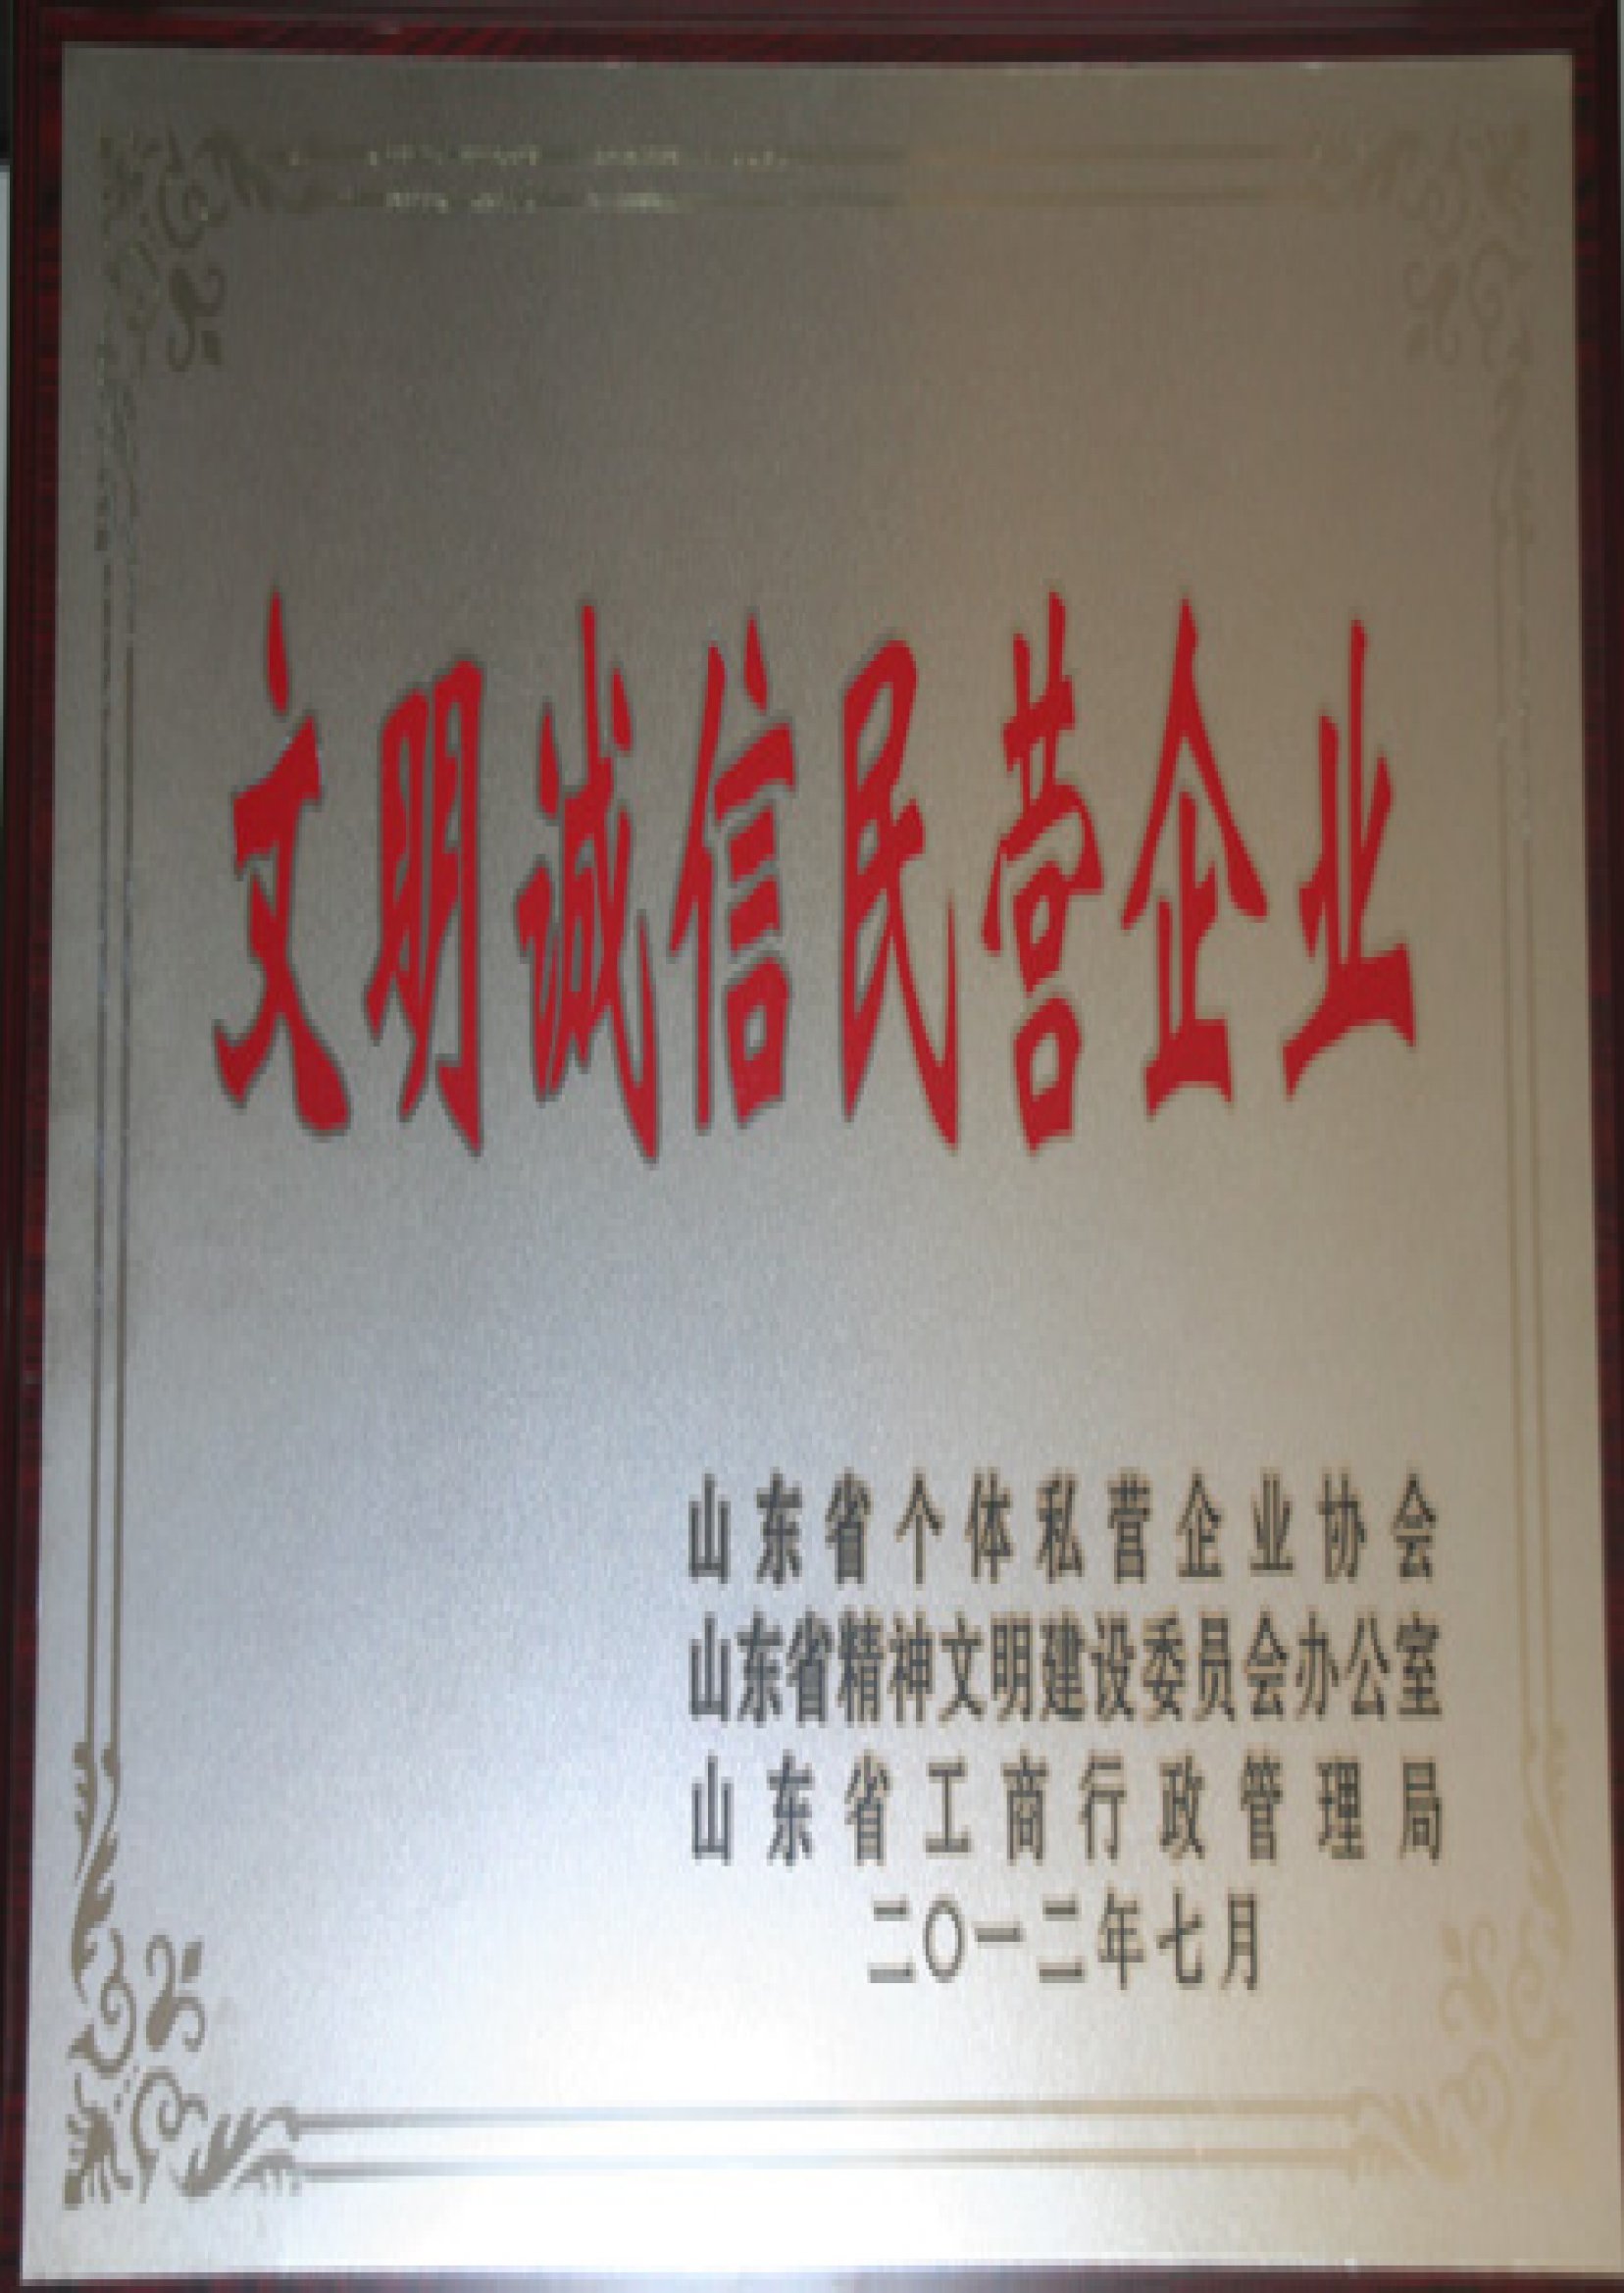 文明诚信民营企业
山东省个体私营企业协会
山东省精神文明建设委员会办公室
山东省工商行政管理局
二〇一二年七月